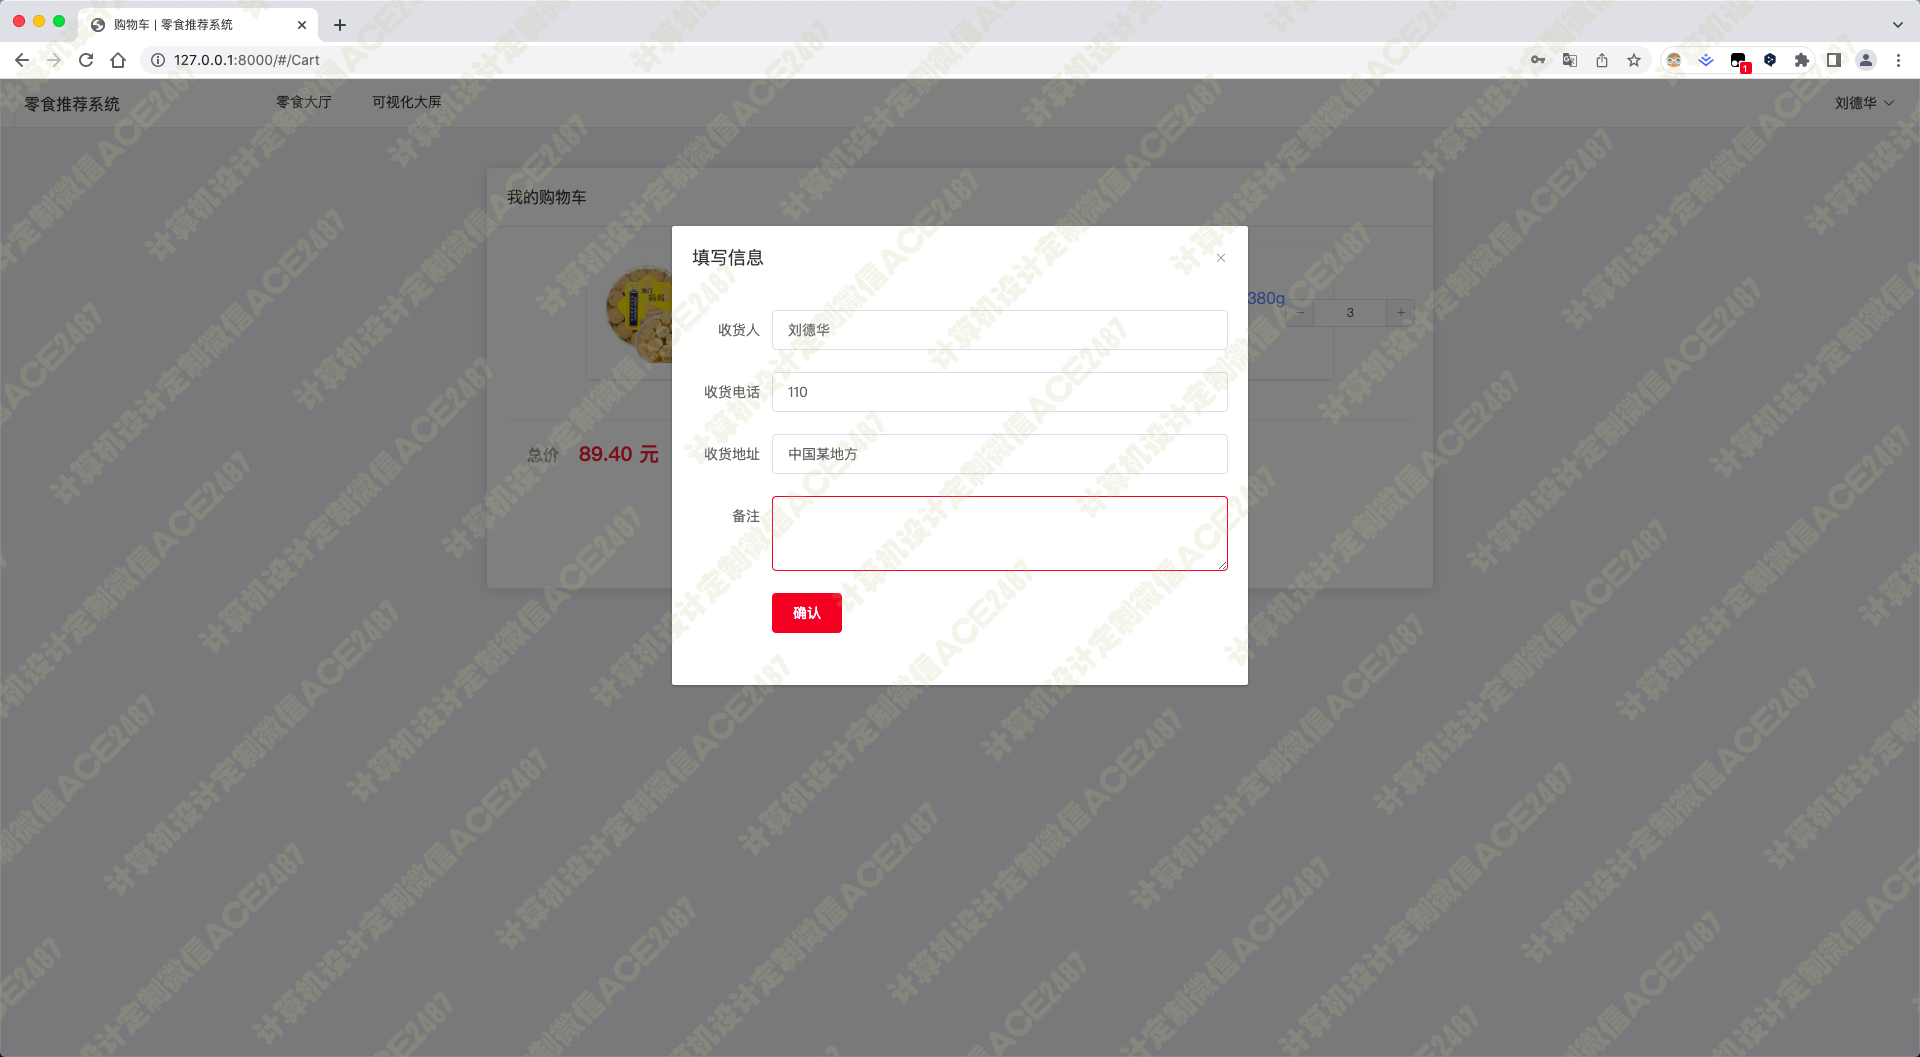 购物车 | 零食推荐系统
127.0.0.1:8000/#/Cart
1
零食推荐系统
零食大厅
可视化大屏
刘德华
我的购物车
填写信息
380g
3
收货人
刘德华
收货电话
110
收货地址
中国某地方
总价
89.40 元
备注
确认
计算机设计定制微信ACE2487